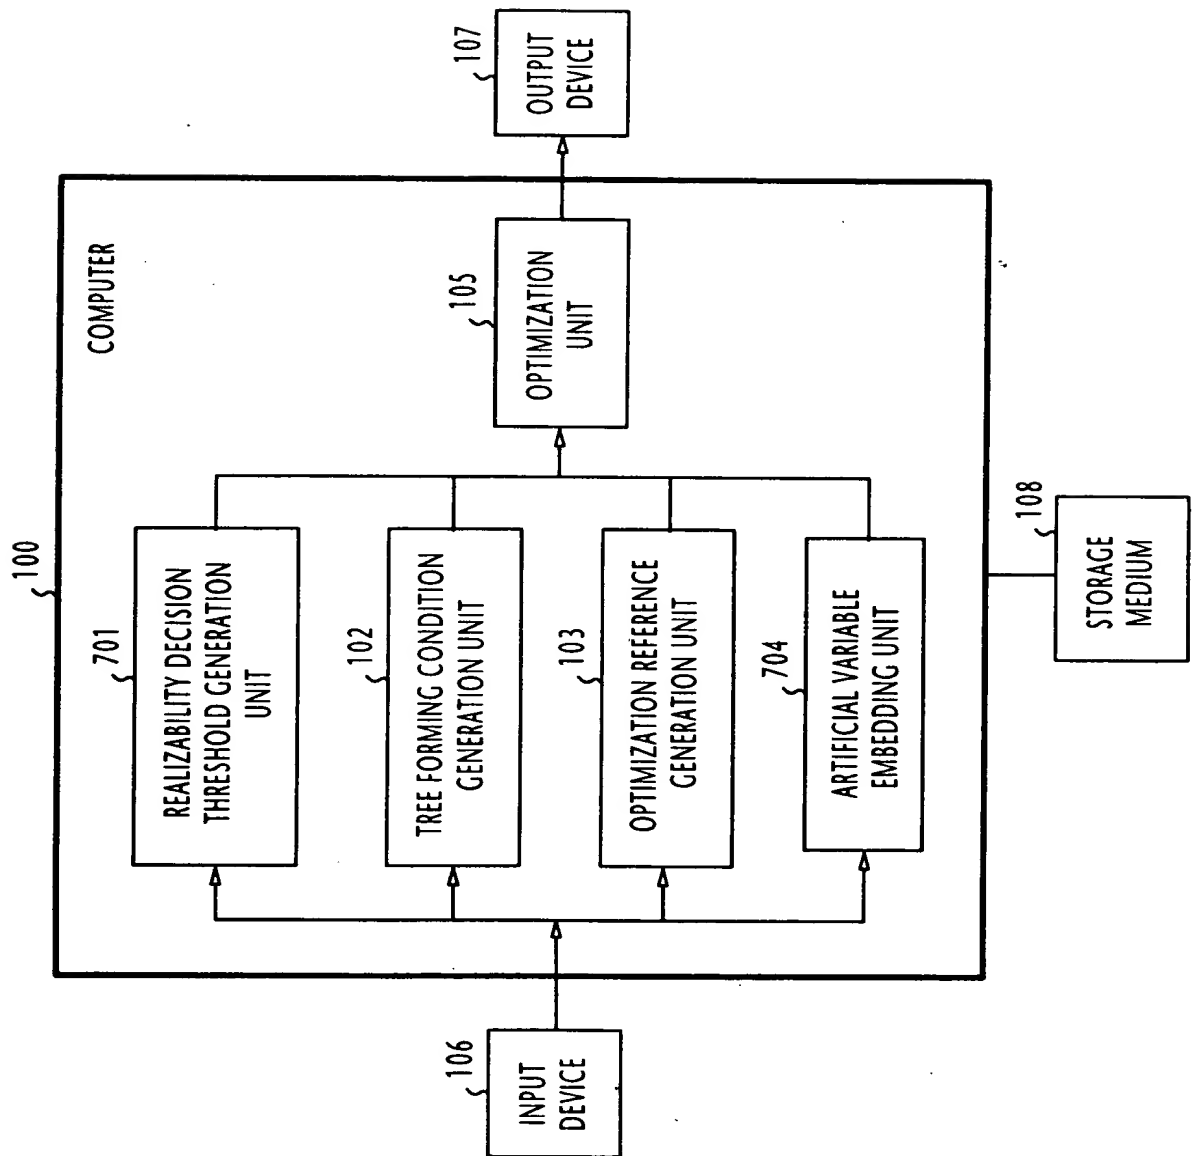 100
COMPUTER
106
INPUT
DEVICE
701
REALIZABILITY DECISION
THRESHOLD GENERATION
UNIT
102
TREE FORMING CONDITION
GENERATION UNIT
103
OPTIMIZATION REFERENCE
GENERATION UNIT
704
ARTIFICIAL VARIABLE
EMBEDDING UNIT
105
OPTIMIZATION
UNIT
107
OUTPUT
DEVICE
108
STORAGE
MEDIUM